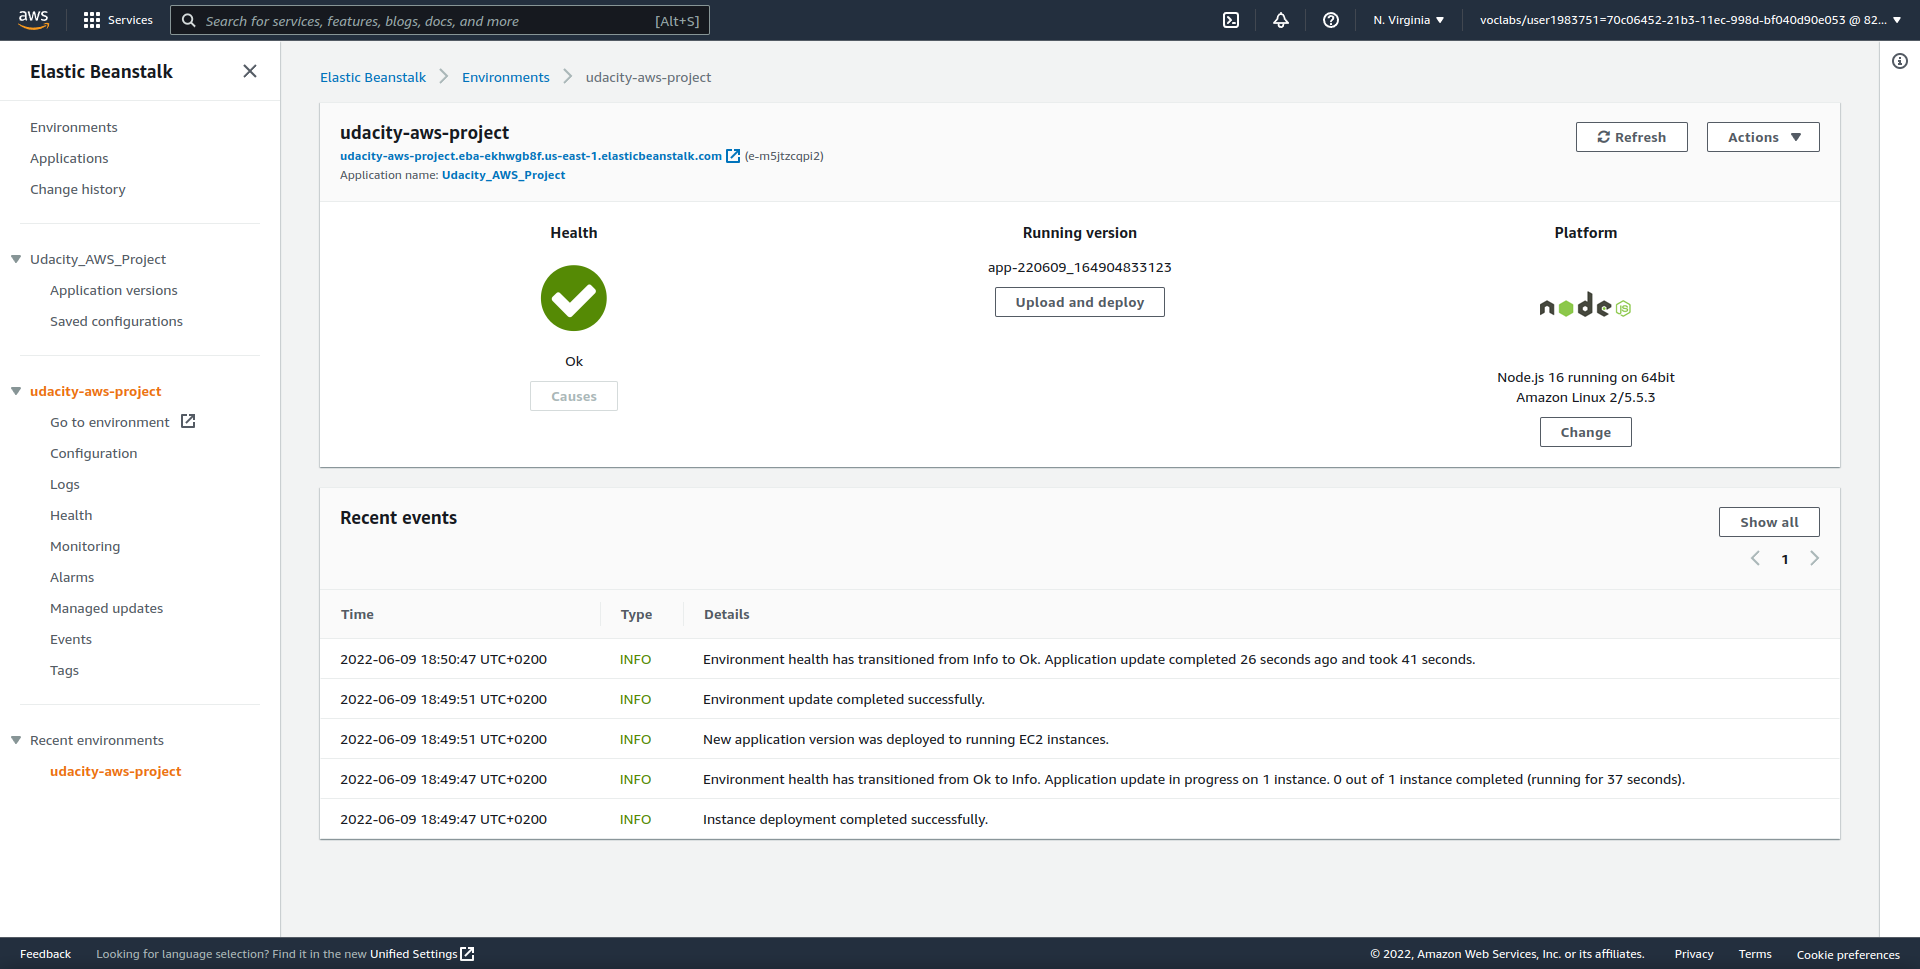 aws
Services
Search for services, features, blogs, docs, and more
[Alt+S]
N. Virginia
voclabs/user1983751=70c06452-21b3-11ec-998d-bf040d90e053 @ 82...
Elastic Beanstalk
Environments
Applications
Change history
Udacity_AWS_Project
Application versions
Saved configurations
udacity-aws-project
Go to environment
Configuration
Logs
Health
Monitoring
Alarms
Managed updates
Events
Tags
Recent environments
udacity-aws-project
Elastic Beanstalk > Environments > udacity-aws-project
udacity-aws-project
udacity-aws-project.eba-ekhwgb8f.us-east-1.elasticbeanstalk.com (e-m5jtzcqpi2)
Application name: Udacity_AWS_Project
Refresh
Actions
Health
Ok
Causes
Running version
app-220609_164904833123
Upload and deploy
Platform
node JS
Node.js 16 running on 64bit
Amazon Linux 2/5.5.3
Change
Recent events
Show all
1
Time Type Details
2022-06-09 18:50:47 UTC+0200 INFO Environment health has transitioned from Info to Ok. Application update completed 26 seconds ago and took 41 seconds.
2022-06-09 18:49:51 UTC+0200 INFO Environment update completed successfully.
2022-06-09 18:49:51 UTC+0200 INFO New application version was deployed to running EC2 instances.
2022-06-09 18:49:47 UTC+0200 INFO Environment health has transitioned from Ok to Info. Application update in progress on 1 instance. 0 out of 1 instance completed (running for 37 seconds).
2022-06-09 18:49:47 UTC+0200 INFO Instance deployment completed successfully.
Feedback
Looking for language selection? Find it in the new Unified Settings
© 2022, Amazon Web Services, Inc. or its affiliates.
Privacy
Terms
Cookie preferences